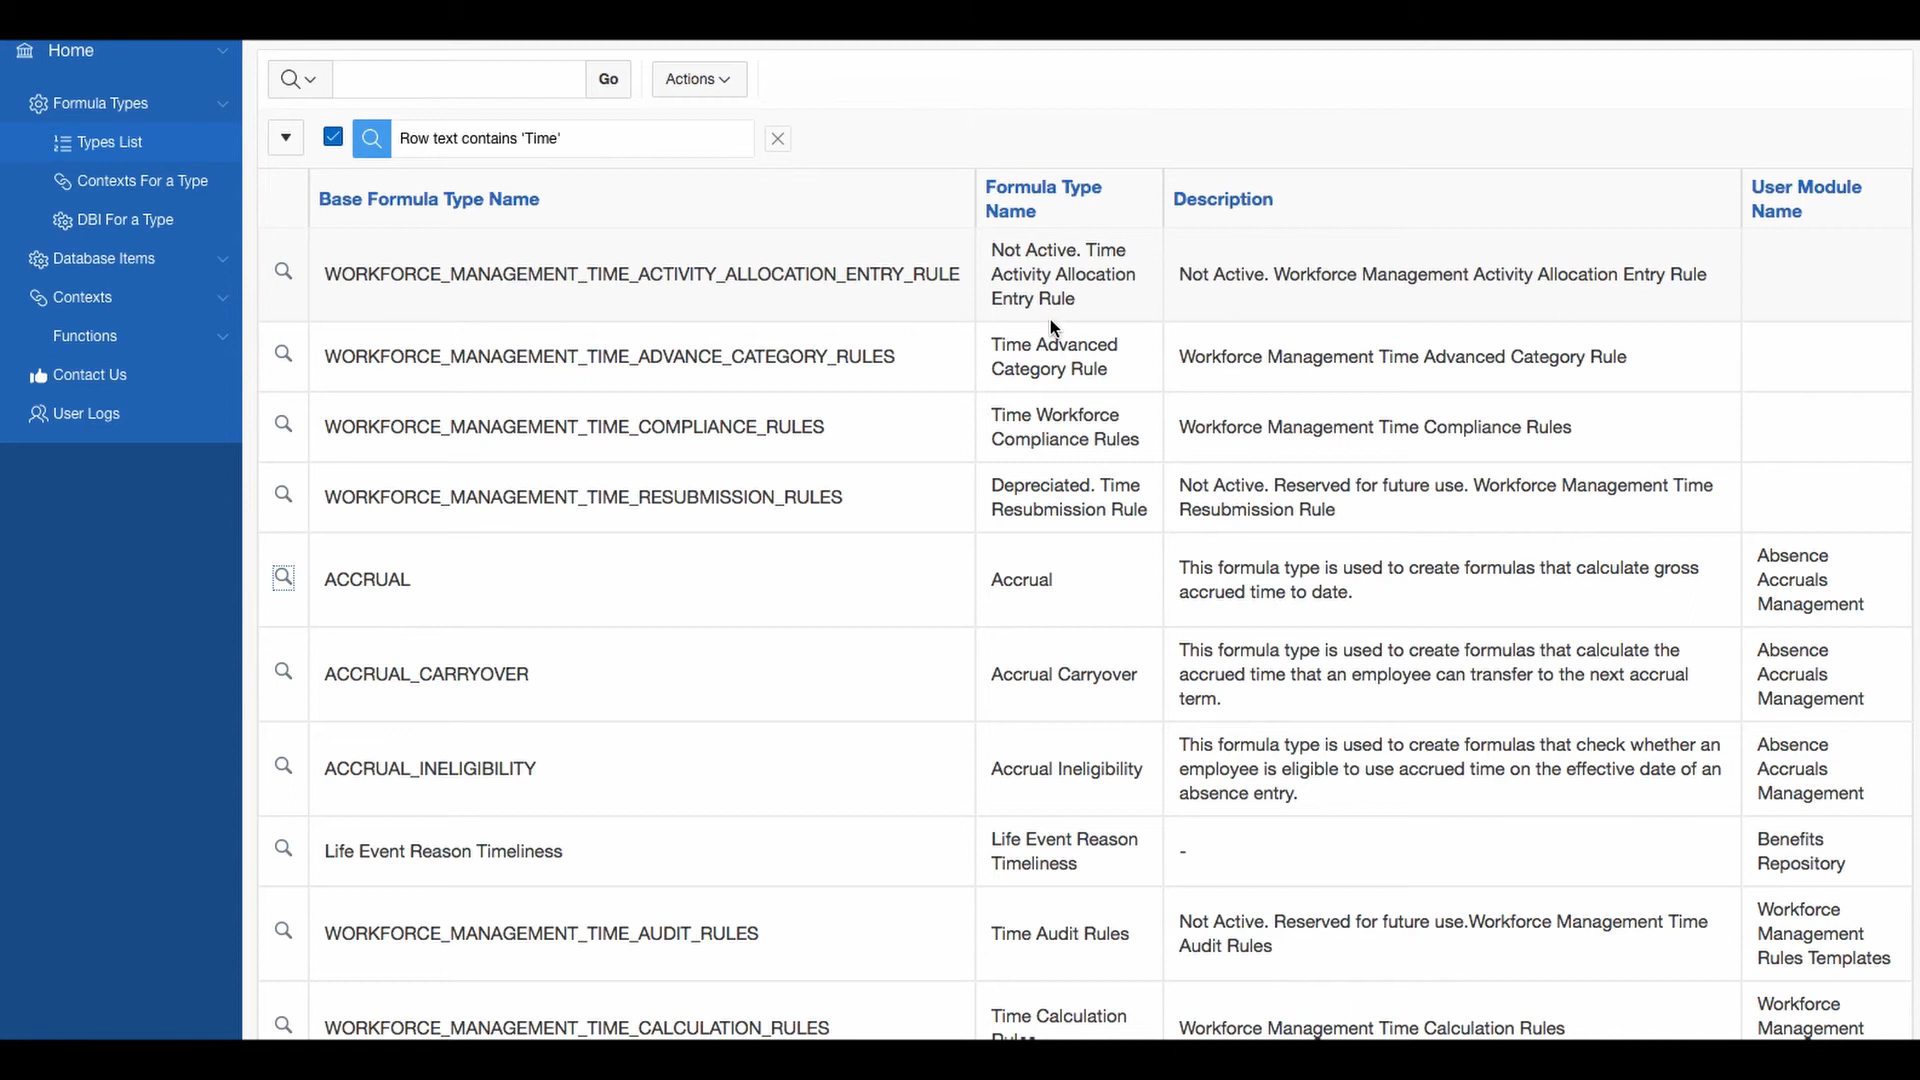 Home
Formula Types
Types List
Contexts For a Type
DBI For a Type
Database Items
Contexts
Functions
Contact Us
User Logs
Go
Actions
Row text contains 'Time'
Base Formula Type Name
Formula Type
Name
Description
User Module
Name
WORKFORCE_MANAGEMENT_TIME_ACTIVITY_ALLOCATION_ENTRY_RULE
Not Active. Time
Activity Allocation
Entry Rule
Not Active. Workforce Management Activity Allocation Entry Rule
WORKFORCE_MANAGEMENT_TIME_ADVANCE_CATEGORY_RULES
Time Advanced
Category Rule
Workforce Management Time Advanced Category Rule
WORKFORCE_MANAGEMENT_TIME_COMPLIANCE_RULES
Time Workforce
Compliance Rules
Workforce Management Time Compliance Rules
WORKFORCE_MANAGEMENT_TIME_RESUBMISSION_RULES
Depreciated. Time
Resubmission Rule
Not Active. Reserved for future use. Workforce Management Time
Resubmission Rule
ACCRUAL
Accrual
This formula type is used to create formulas that calculate gross
accrued time to date.
Absence
Accruals
Management
ACCRUAL_CARRYOVER
Accrual Carryover
This formula type is used to create formulas that calculate the
accrued time that an employee can transfer to the next accrual
term.
Absence
Accruals
Management
ACCRUAL_INELIGIBILITY
Accrual Ineligibility
This formula type is used to create formulas that check whether an
employee is eligible to use accrued time on the effective date of an
absence entry.
Absence
Accruals
Management
Life Event Reason Timeliness
Life Event Reason
Timeliness
-
Benefits
Repository
WORKFORCE_MANAGEMENT_TIME_AUDIT_RULES
Time Audit Rules
Not Active. Reserved for future use.Workforce Management Time
Audit Rules
Workforce
Management
Rules Templates
WORKFORCE_MANAGEMENT_TIME_CALCULATION_RULES
Time Calculation
Workforce Management Time Calculation Rules
Workforce
Management